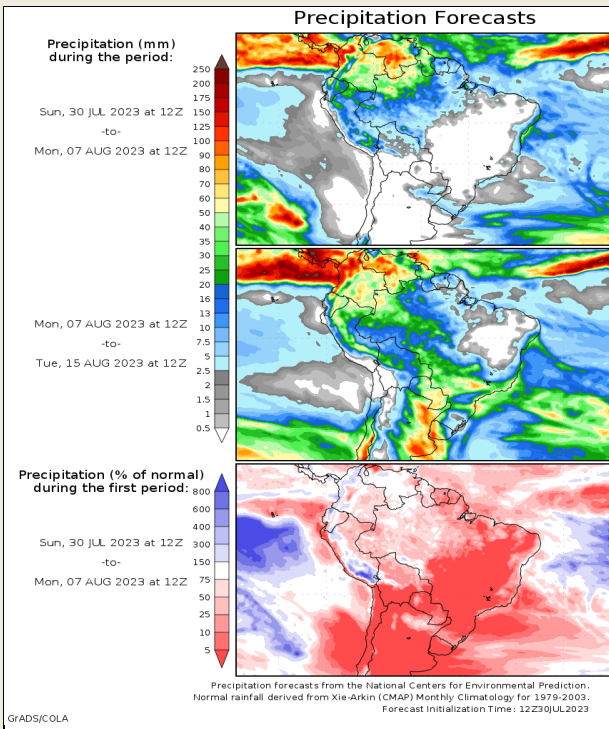 Precipitation Forecasts
Precipitation (mm)
during the period:
250
200
175
150
125
100
90
80
70
60
50
40
35
30
25
20
16
13
10
7.5
5
2.5
2
1.5
1
0.5
Sun, 30 JUL 2023 at 12Z
-to-
Mon, 07 AUG 2023 at 12Z
Mon, 07 AUG 2023 at 12Z
-to-
Tue, 15 AUG 2023 at 12Z
Precipitation (% of normal)
during the first period:
800
600
400
300
150
75
50
25
10
5
Sun, 30 JUL 2023 at 12Z
-to-
Mon, 07 AUG 2023 at 12Z
Precipitation forecasts from the National Centers for Environmental Prediction.
Normal rainfall derived from Xie-Arkin (CMAP) Monthly Climatology for 1979-2003.
Forecast Initialization Time: 12Z30JUL2023
GrADS/COLA